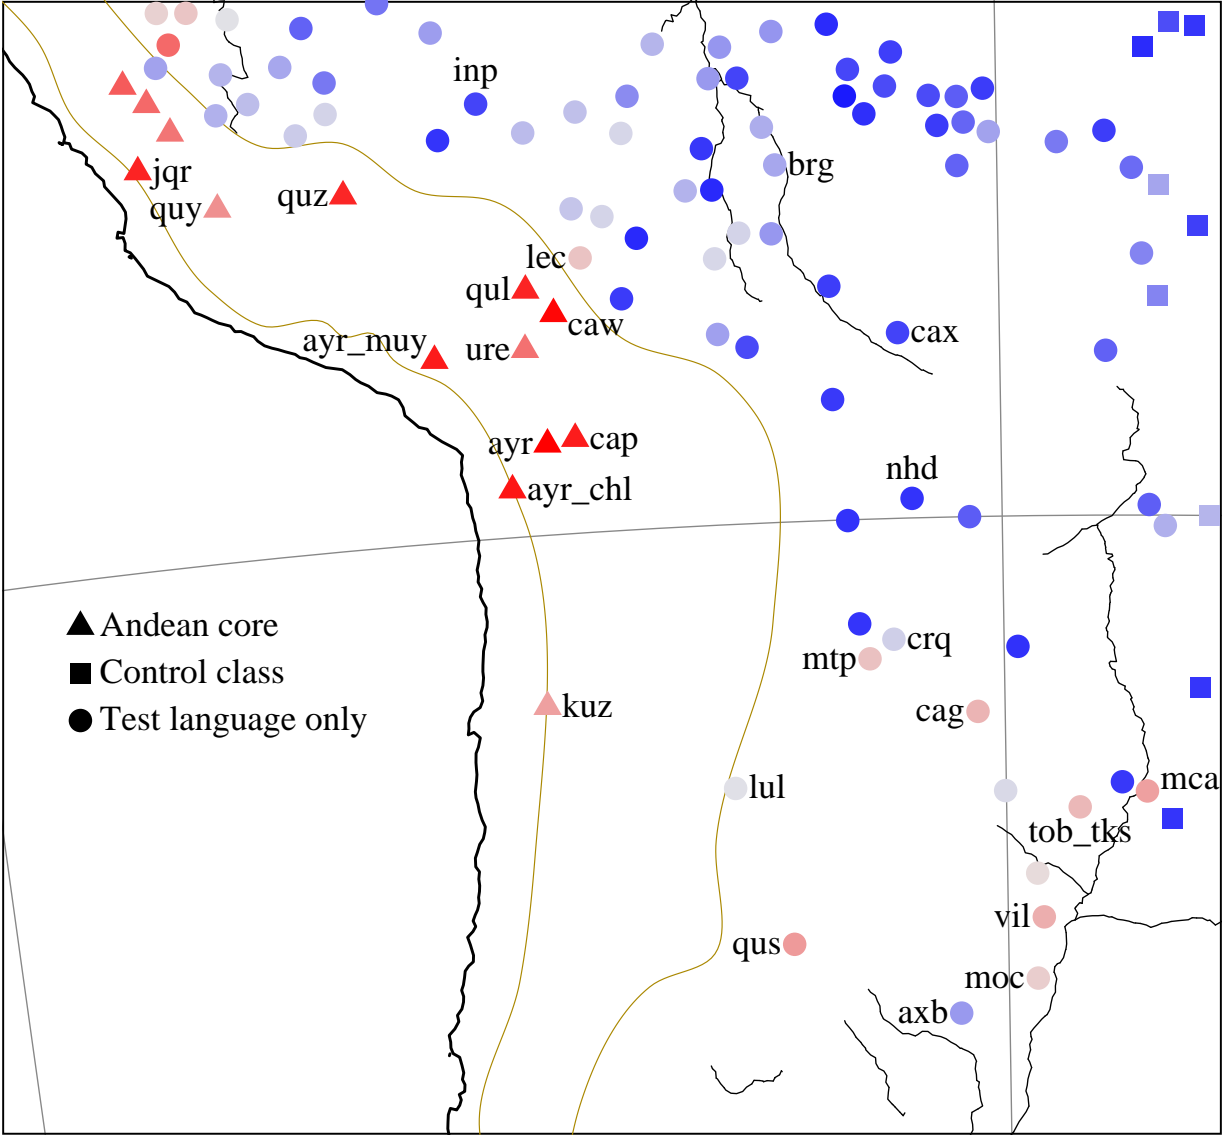 inp
brg
jqr
quz
quy
lec
qul
caw
cax
ayr_muy
ure
ayr
cap
nhd
ayr_chl
Andean core
crq
mtp
Control class
kuz
cag
Test language only
lul
mca
tob_tks
vil
qus
moc
axb